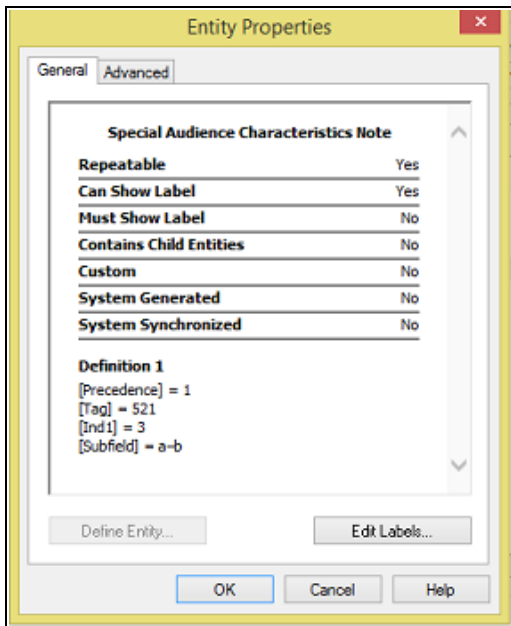 Entity Properties
General Advanced
Special Audience Characteristics Note
Repeatable Yes
Can Show Label Yes
Must Show Label No
Contains Child Entities No
Custom No
System Generated No
System Synchronized No
Definition 1
[Precedence] = 1
[Tag] = 521
[Ind1] = 3
[Subfield] = a-b
Define Entity... Edit Labels...
OK Cancel Help